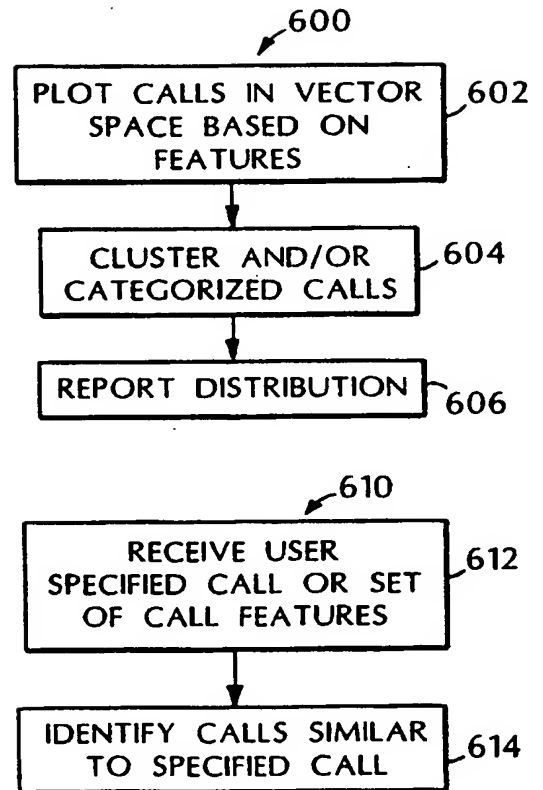 600
PLOT CALLS IN VECTOR
SPACE BASED ON
FEATURES
602
CLUSTER AND/OR
CATEGORIZED CALLS
604
REPORT DISTRIBUTION
606
610
RECEIVE USER
SPECIFIED CALL OR SET
OF CALL FEATURES
612
IDENTIFY CALLS SIMILAR
TO SPECIFIED CALL
614